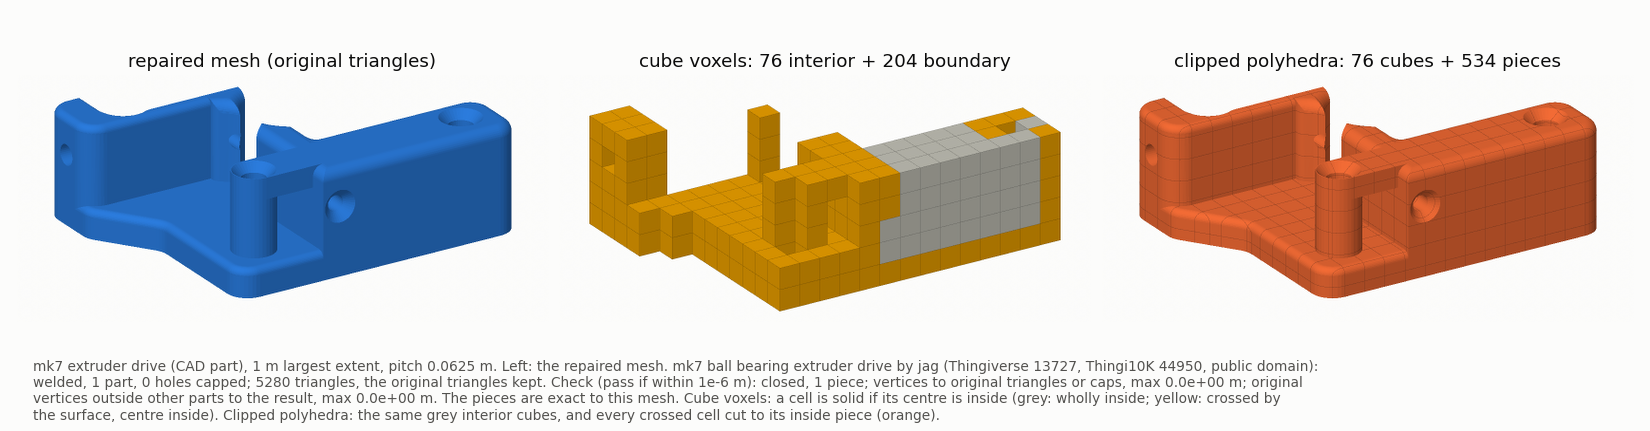 repaired mesh (original triangles)
cube voxels: 76 interior + 204 boundary
clipped polyhedra: 76 cubes + 534 pieces
mk7 extruder drive (CAD part), 1 m largest extent, pitch 0.0625 m. Left: the repaired mesh. mk7 ball bearing extruder drive by jag (Thingiverse 13727, Thingi10K 44950, public domain):
welded, 1 part, 0 holes capped; 5280 triangles, the original triangles kept. Check (pass if within 1e-6 m): closed, 1 piece; vertices to original triangles or caps, max 0.0e+00 m; original
vertices outside other parts to the result, max 0.0e+00 m. The pieces are exact to this mesh. Cube voxels: a cell is solid if its centre is inside (grey: wholly inside; yellow: crossed by
the surface, centre inside). Clipped polyhedra: the same grey interior cubes, and every crossed cell cut to its inside piece (orange).